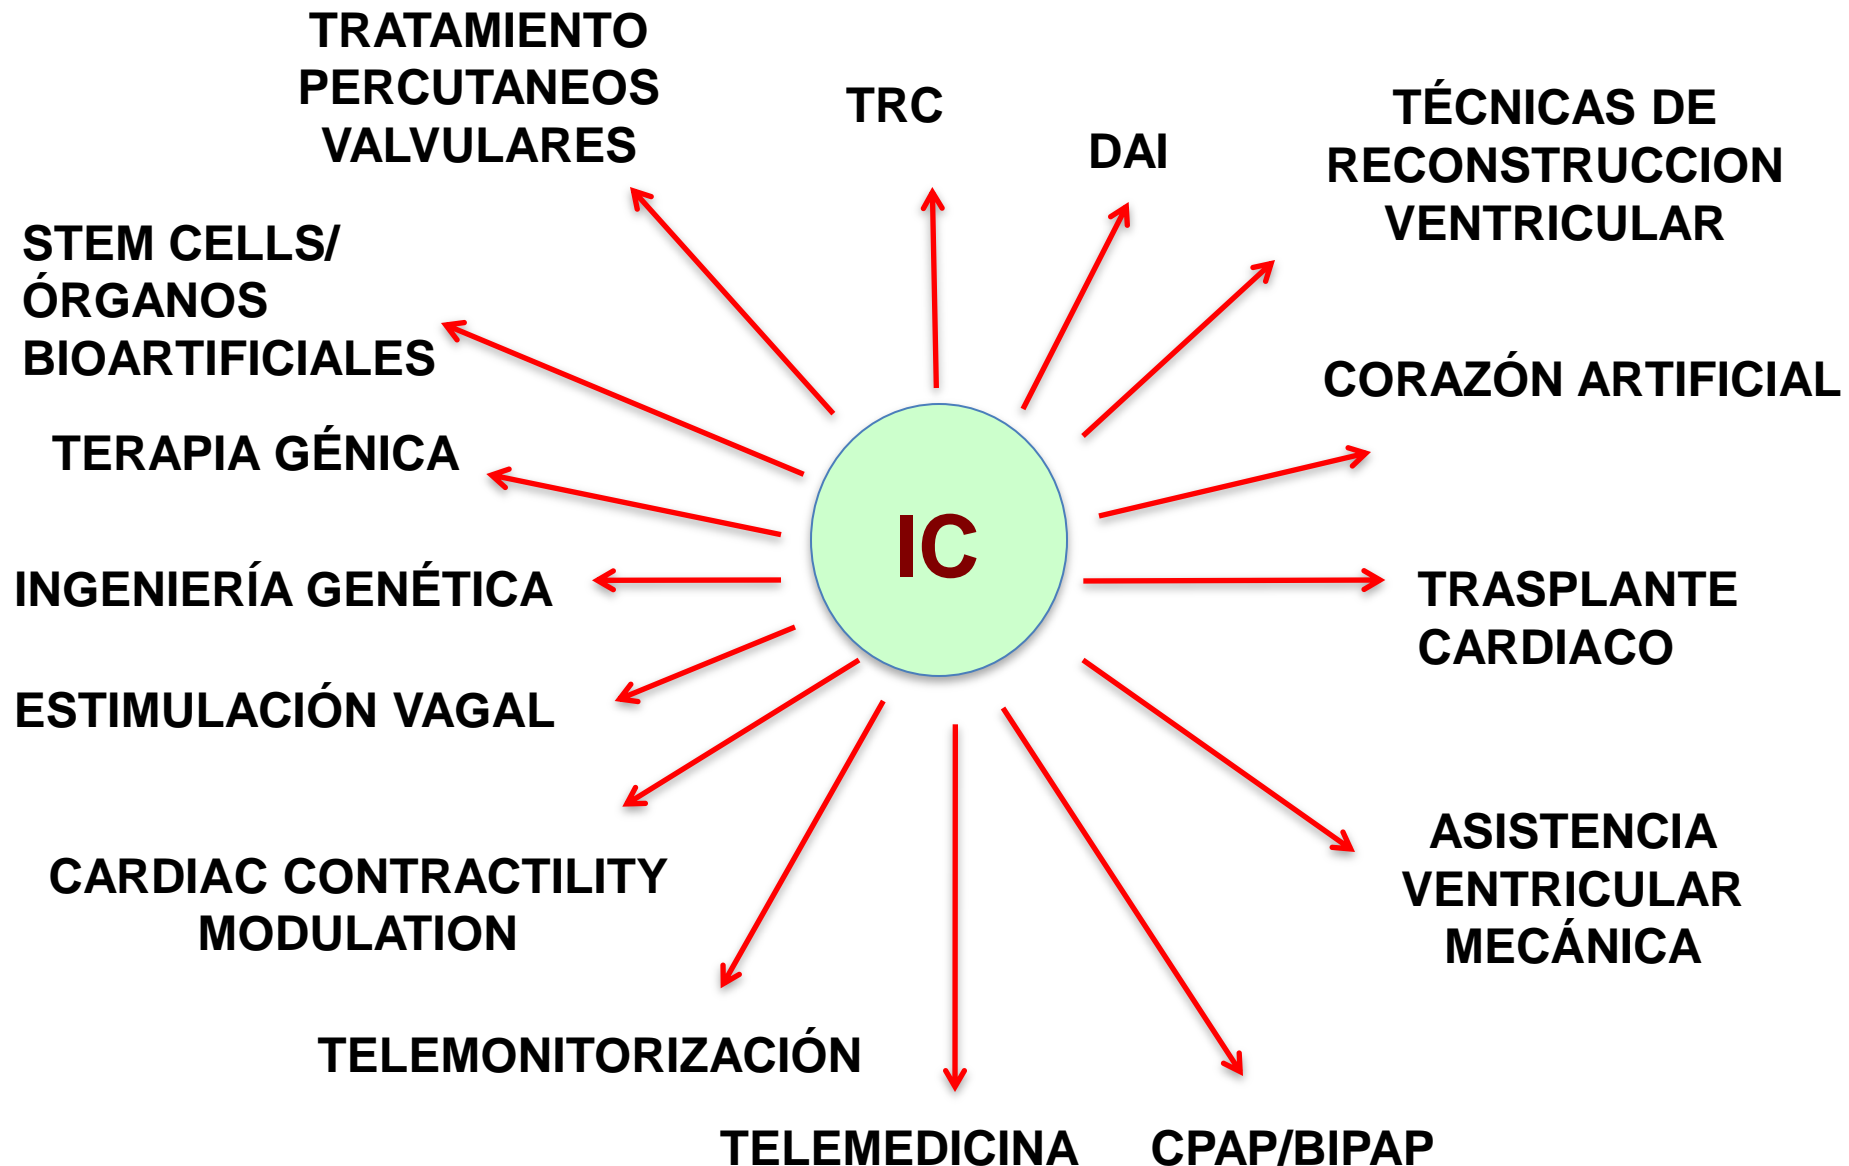 TRATAMIENTO
PERCUTANEOS
VALVULARES
TRC
DAI
TÉCNICAS DE
RECONSTRUCCION
VENTRICULAR
STEM CELLS/
ÓRGANOS
BIOARTIFICIALES
CORAZÓN ARTIFICIAL
TERAPIA GÉNICA
IC
INGENIERÍA GENÉTICA
TRASPLANTE
CARDIACO
ESTIMULACIÓN VAGAL
ASISTENCIA
VENTRICULAR
MECÁNICA
CARDIAC CONTRACTILITY
MODULATION
TELEMONITORIZACIÓN
TELEMEDICINA
CPAP/BIPAP